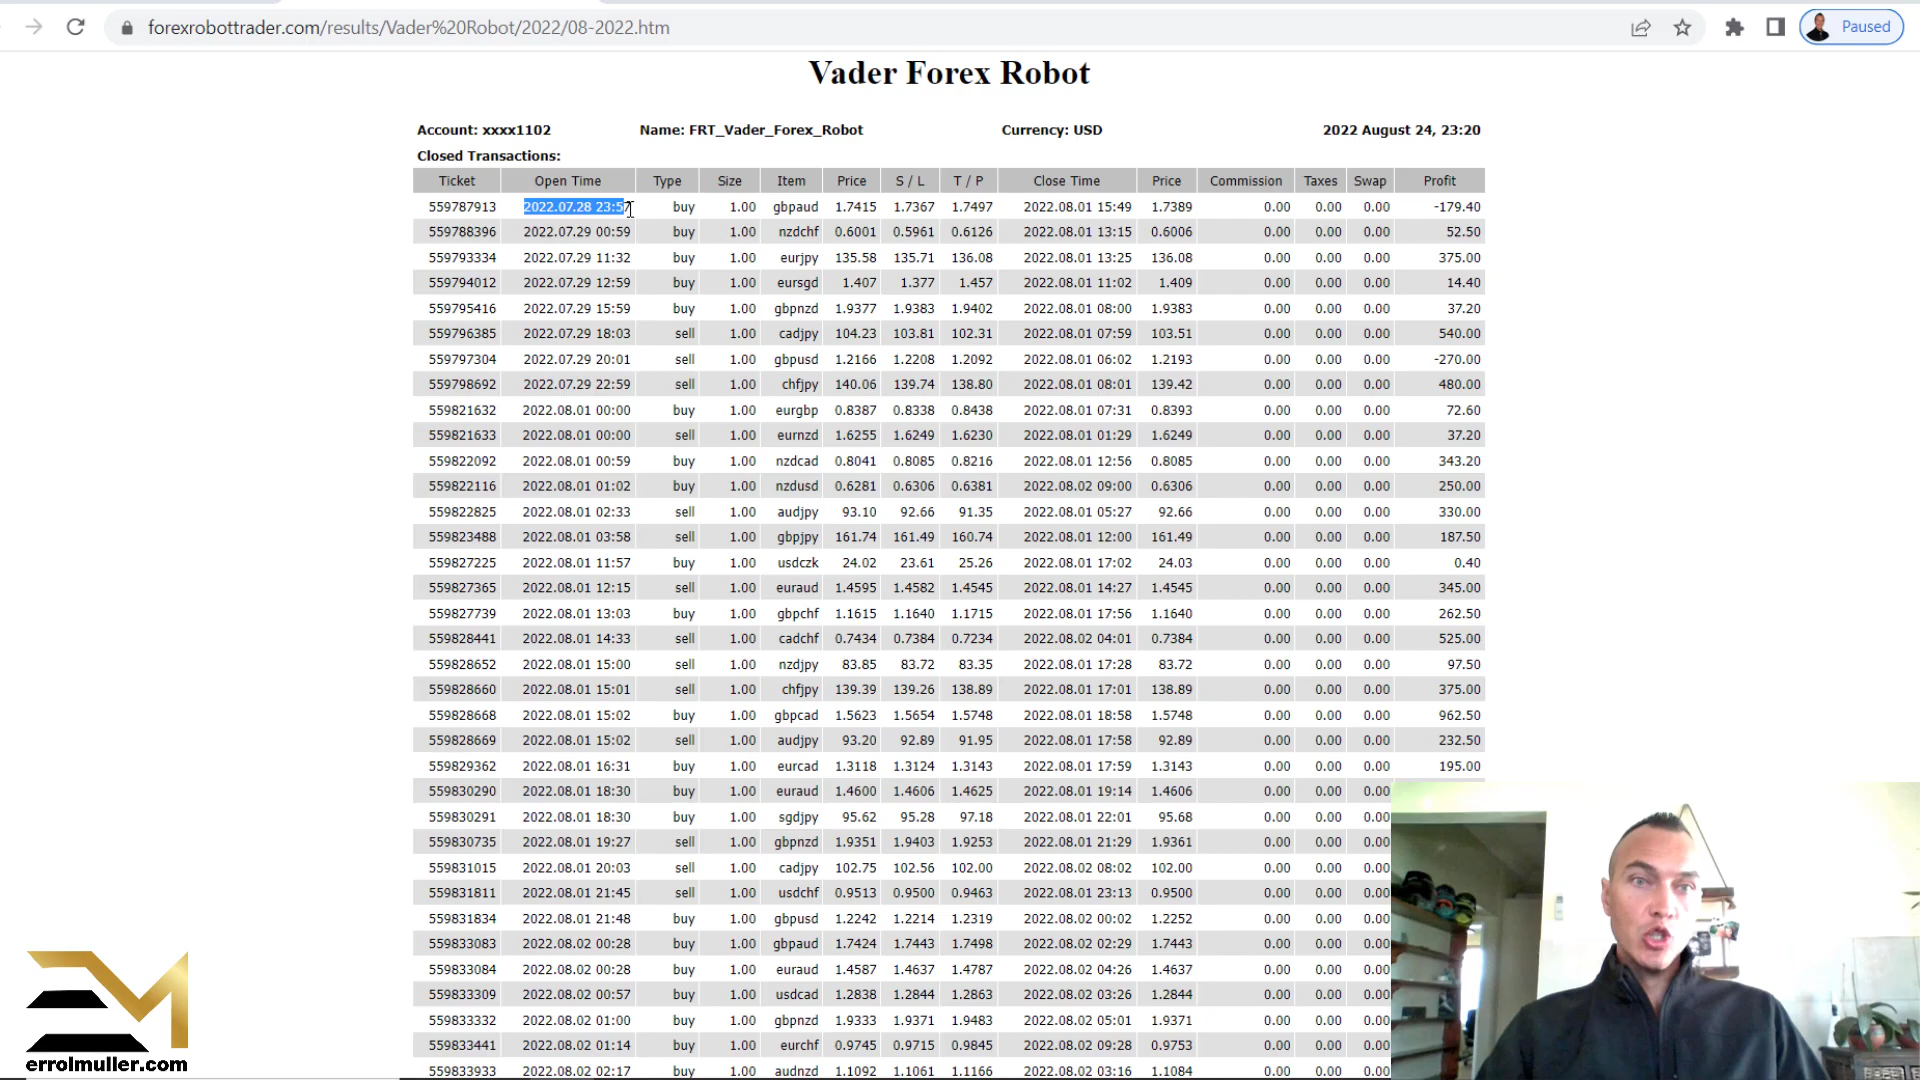 forexrobottrader.com/results/Vader%20Robot/2022/08-2022.htm
Paused
Vader Forex Robot
Account: xxxx1102 Name: FRT_Vader_Forex_Robot Currency: USD 2022 August 24, 23:20
Closed Transactions:
Ticket Open Time Type Size Item Price S / L T / P Close Time Price Commission Taxes Swap Profit
559787913 2022.07.28 23:57 buy 1.00 gbpaud 1.7415 1.7367 1.7497 2022.08.01 15:49 1.7389 0.00 0.00 0.00 -179.40
559788396 2022.07.29 00:59 buy 1.00 nzdchf 0.6001 0.5961 0.6126 2022.08.01 13:15 0.6006 0.00 0.00 0.00 52.50
559793334 2022.07.29 11:32 buy 1.00 eurjpy 135.58 135.71 136.08 2022.08.01 13:25 136.08 0.00 0.00 0.00 375.00
559794012 2022.07.29 12:59 buy 1.00 eursgd 1.407 1.377 1.457 2022.08.01 11:02 1.409 0.00 0.00 0.00 14.40
559795416 2022.07.29 15:59 buy 1.00 gbpnzd 1.9377 1.9383 1.9402 2022.08.01 08:00 1.9383 0.00 0.00 0.00 37.20
559796385 2022.07.29 18:03 sell 1.00 cadjpy 104.23 103.81 102.31 2022.08.01 07:59 103.51 0.00 0.00 0.00 540.00
559797304 2022.07.29 20:01 sell 1.00 gbpusd 1.2166 1.2208 1.2092 2022.08.01 06:02 1.2193 0.00 0.00 0.00 -270.00
559798692 2022.07.29 22:59 sell 1.00 chfjpy 140.06 139.74 138.80 2022.08.01 08:01 139.42 0.00 0.00 0.00 480.00
559821632 2022.08.01 00:00 buy 1.00 eurgbp 0.8387 0.8338 0.8438 2022.08.01 07:31 0.8393 0.00 0.00 0.00 72.60
559821633 2022.08.01 00:00 sell 1.00 eurnzd 1.6255 1.6249 1.6230 2022.08.01 01:29 1.6249 0.00 0.00 0.00 37.20
559822092 2022.08.01 00:59 buy 1.00 nzdcad 0.8041 0.8085 0.8216 2022.08.01 12:56 0.8085 0.00 0.00 0.00 343.20
559822116 2022.08.01 01:02 buy 1.00 nzdusd 0.6281 0.6306 0.6381 2022.08.02 09:00 0.6306 0.00 0.00 0.00 250.00
559822825 2022.08.01 02:33 sell 1.00 audjpy 93.10 92.66 91.35 2022.08.01 05:27 92.66 0.00 0.00 0.00 330.00
559823488 2022.08.01 03:58 sell 1.00 gbpjpy 161.74 161.49 160.74 2022.08.01 12:00 161.49 0.00 0.00 0.00 187.50
559827225 2022.08.01 11:57 buy 1.00 usdczk 24.02 23.61 25.26 2022.08.01 17:02 24.03 0.00 0.00 0.00 0.40
559827365 2022.08.01 12:15 sell 1.00 euraud 1.4595 1.4582 1.4545 2022.08.01 14:27 1.4545 0.00 0.00 0.00 345.00
559827739 2022.08.01 13:03 buy 1.00 gbpchf 1.1615 1.1640 1.1715 2022.08.01 17:56 1.1640 0.00 0.00 0.00 262.50
559828441 2022.08.01 14:33 sell 1.00 cadchf 0.7434 0.7384 0.7234 2022.08.02 04:01 0.7384 0.00 0.00 0.00 525.00
559828652 2022.08.01 15:00 sell 1.00 nzdjpy 83.85 83.72 83.35 2022.08.01 17:28 83.72 0.00 0.00 0.00 97.50
559828660 2022.08.01 15:01 sell 1.00 chfjpy 139.39 139.26 138.89 2022.08.01 17:01 138.89 0.00 0.00 0.00 375.00
559828668 2022.08.01 15:02 buy 1.00 gbpcad 1.5623 1.5654 1.5748 2022.08.01 18:58 1.5748 0.00 0.00 0.00 962.50
559828669 2022.08.01 15:02 sell 1.00 audjpy 93.20 92.89 91.95 2022.08.01 17:58 92.89 0.00 0.00 0.00 232.50
559829362 2022.08.01 16:31 buy 1.00 eurcad 1.3118 1.3124 1.3143 2022.08.01 17:59 1.3143 0.00 0.00 0.00 195.00
559830290 2022.08.01 18:30 buy 1.00 euraud 1.4600 1.4606 1.4625 2022.08.01 19:14 1.4606 0.00 0.00 0.00
559830291 2022.08.01 18:30 buy 1.00 sgdjpy 95.62 95.28 97.18 2022.08.01 22:01 95.68 0.00 0.00 0.00
559830735 2022.08.01 19:27 sell 1.00 gbpnzd 1.9351 1.9403 1.9253 2022.08.01 21:29 1.9361 0.00 0.00 0.00
559831015 2022.08.01 20:03 sell 1.00 cadjpy 102.75 102.56 102.00 2022.08.02 08:02 102.00 0.00 0.00 0.00
559831811 2022.08.01 21:45 sell 1.00 usdchf 0.9513 0.9500 0.9463 2022.08.01 23:13 0.9500 0.00 0.00 0.00
559831834 2022.08.01 21:48 buy 1.00 gbpusd 1.2242 1.2214 1.2319 2022.08.02 00:02 1.2252 0.00 0.00 0.00
559833083 2022.08.02 00:28 buy 1.00 gbpaud 1.7424 1.7443 1.7498 2022.08.02 02:29 1.7443 0.00 0.00 0.00
559833084 2022.08.02 00:28 buy 1.00 euraud 1.4587 1.4637 1.4787 2022.08.02 04:26 1.4637 0.00 0.00 0.00
559833309 2022.08.02 00:57 buy 1.00 usdcad 1.2838 1.2844 1.2863 2022.08.02 03:26 1.2844 0.00 0.00 0.00
559833332 2022.08.02 01:00 buy 1.00 gbpnzd 1.9333 1.9371 1.9483 2022.08.02 05:01 1.9371 0.00 0.00 0.00
559833441 2022.08.02 01:14 buy 1.00 eurchf 0.9745 0.9715 0.9845 2022.08.02 09:28 0.9753 0.00 0.00 0.00
559833933 2022.08.02 02:17 buy 1.00 audnzd 1.1092 1.1061 1.1166 2022.08.02 03:16 1.1084 0.00 0.00 0.00
EM
errolmuller.com